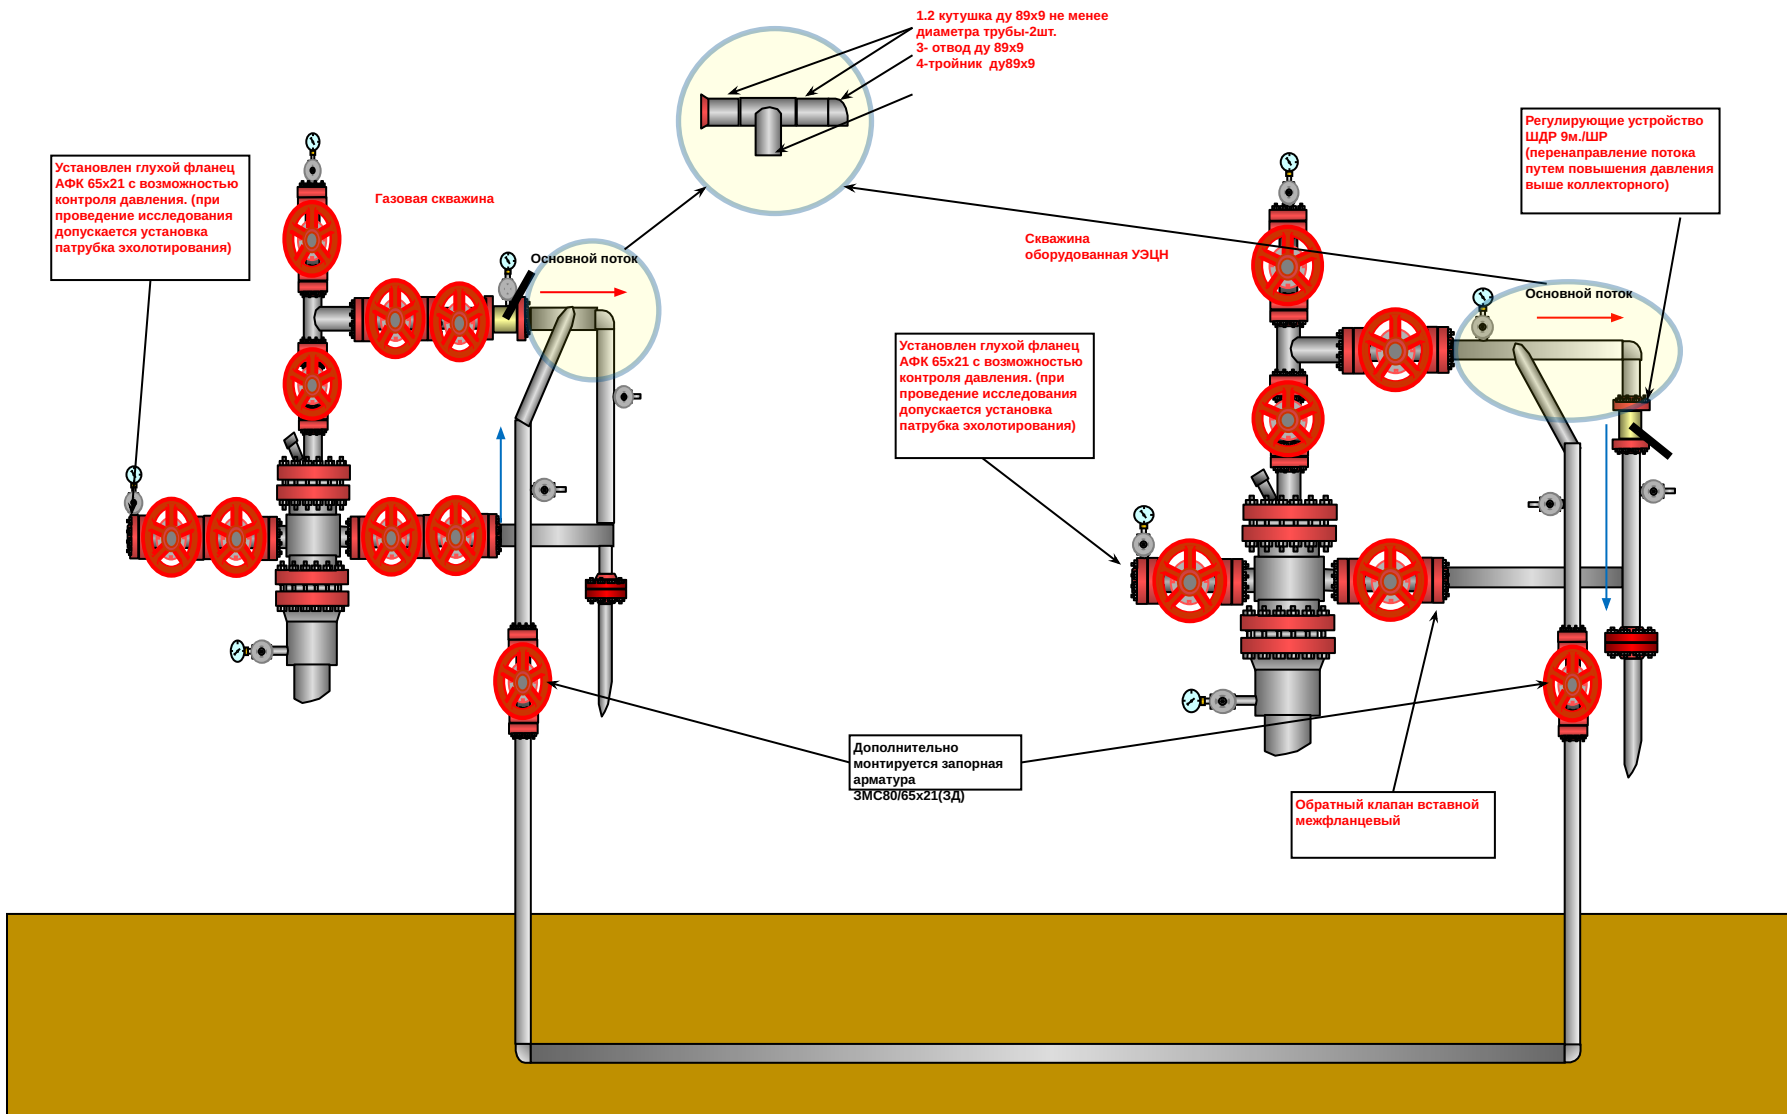 1.2 кутушка ду 89х9 не менее
диаметра трубы-2шт.
3- отвод ду 89х9
4-тройник  ду89х9
Установлен глухой фланец
АФК 65х21 с возможностью
контроля давления. (при
проведение исследования
допускается установка
патрубка эхолотирования)
Газовая скважина
Основной поток
Скважина
оборудованная УЭЦН
Регулирующие устройство
ШДР 9м./ШР
(перенаправление потока
путем повышения давления
выше коллекторного)
Основной поток
Установлен глухой фланец
АФК 65х21 с возможностью
контроля давления. (при
проведение исследования
допускается установка
патрубка эхолотирования)
Дополнительно
монтируется запорная
арматура
ЗМС80/65х21(ЗД)
Обратный клапан вставной
межфланцевый